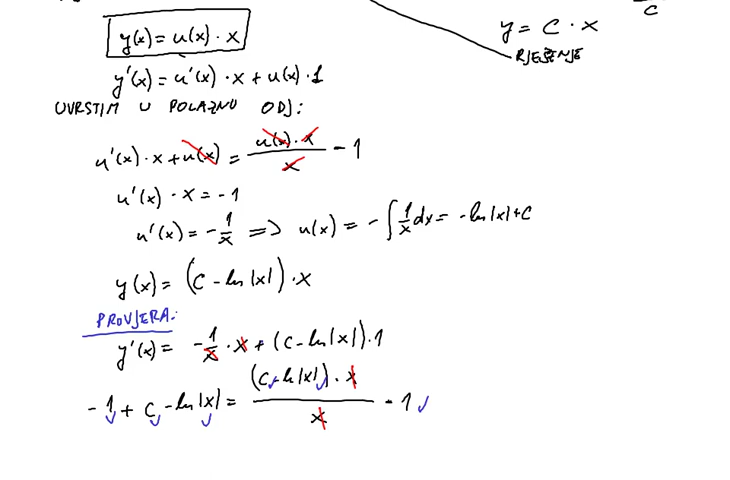 C
y = C · x
RJEŠENJE
y(x) = u(x) · x
y'(x) = u'(x) · x + u(x) · 1
UVRSTIM U POLAZNU ODJ:
u'(x) · x + u(x) = u(x) · x / x - 1
u'(x) · x = -1
u'(x) = - 1/x => u(x) = - ∫ 1/x dx = -ln|x| + C
y(x) = (C - ln|x|) · x
PROVJERA:
y'(x) = - 1/x · x + (C - ln|x|) · 1
-1 + C - ln|x| = (C - ln|x|) · x / x - 1